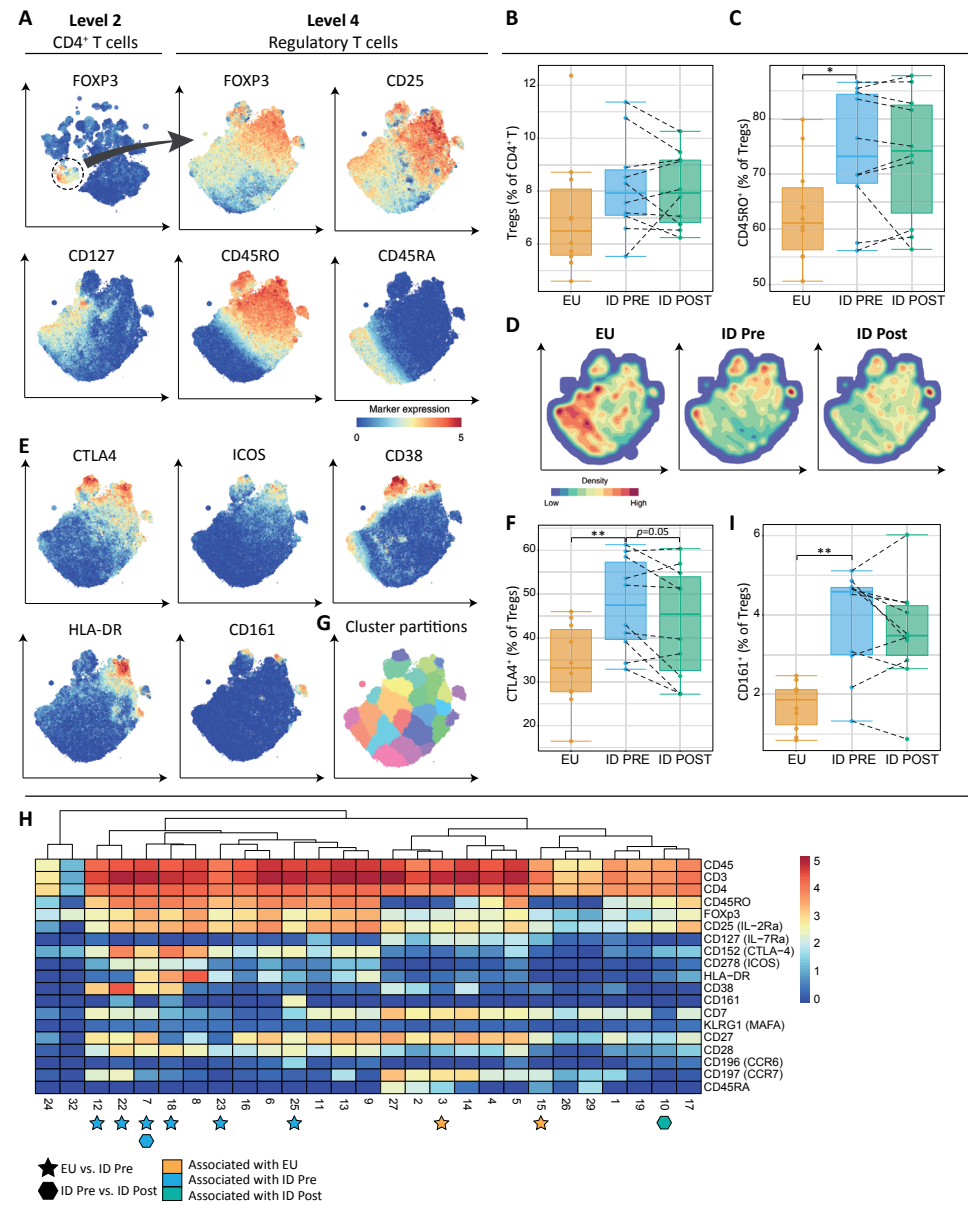 A
Level 2
CD4+ T cells
Level 4
Regulatory T cells
FOXP3
FOXP3
CD25
CD127
CD45RO
CD45RA
Marker expression
0
5
B
Tregs (% of CD4+ T)
12
10
8
6
EU
ID PRE
ID POST
C
CD45RO+ (% of Tregs)
*
80
70
60
50
EU
ID PRE
ID POST
D
EU
ID Pre
ID Post
Density
Low
High
E
CTLA4
ICOS
CD38
HLA-DR
CD161
G
Cluster partitions
F
CTLA4+ (% of Tregs)
**
p=0.05
60
50
40
30
20
EU
ID PRE
ID POST
I
CD161+ (% of Tregs)
**
6
4
2
EU
ID PRE
ID POST
H
CD45
CD3
CD4
CD45RO
FOXp3
CD25 (IL−2Ra)
CD127 (IL−7Ra)
CD152 (CTLA−4)
CD278 (ICOS)
HLA−DR
CD38
CD161
CD7
KLRG1 (MAFA)
CD27
CD28
CD196 (CCR6)
CD197 (CCR7)
CD45RA
5
4
3
2
1
0
24 32 12 22 7 18 8 23 16 6 25 11 13 9 27 2 3 14 4 5 15 26 29 1 19 10 17
EU vs. ID Pre
ID Pre vs. ID Post
Associated with EU
Associated with ID Pre
Associated with ID Post